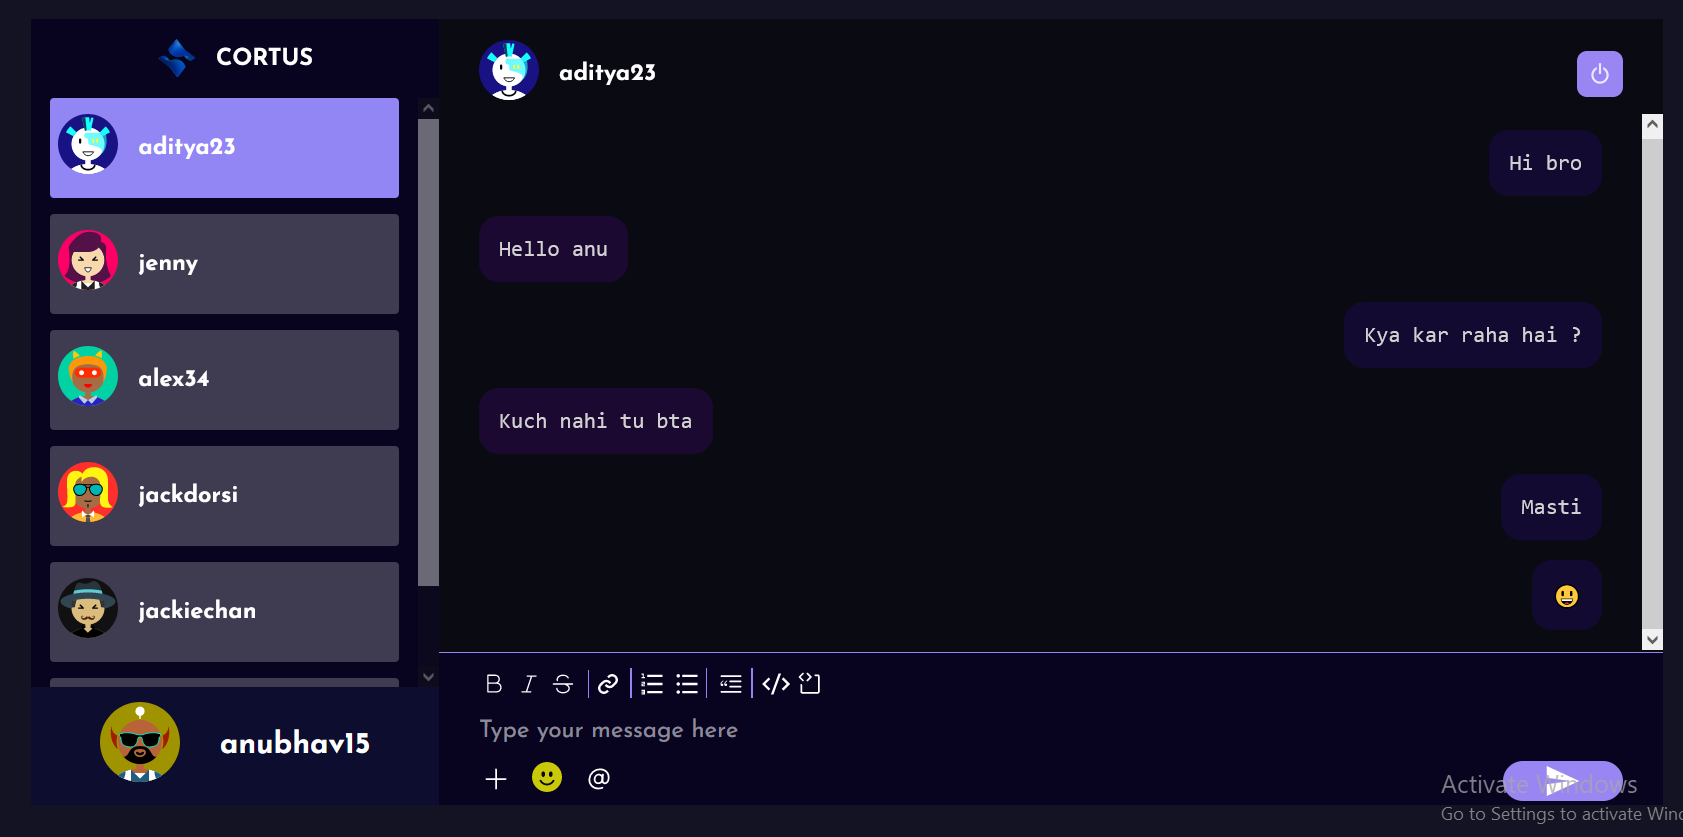 CORTUS
aditya23
jenny
alex34
jackdorsi
jackiechan
anubhav15
aditya23
Hi bro
Hello anu
Kya kar raha hai ?
Kuch nahi tu bta
Masti
B I S
Type your message here
@
Activate Windows
Go to Settings to activate Win